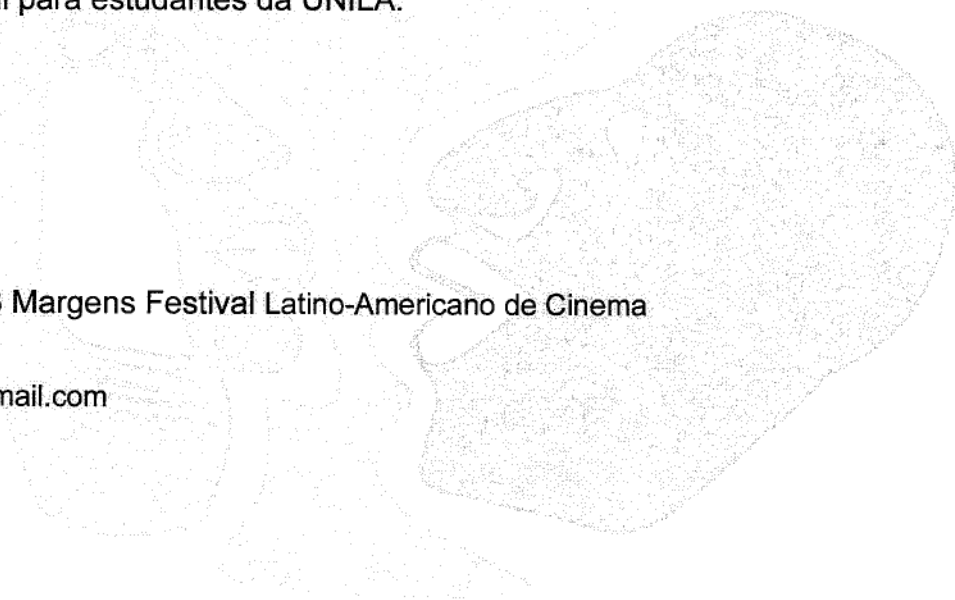 para estudantes da UNILA.
Margens Festival Latino-Americano de Cinema
mail.com